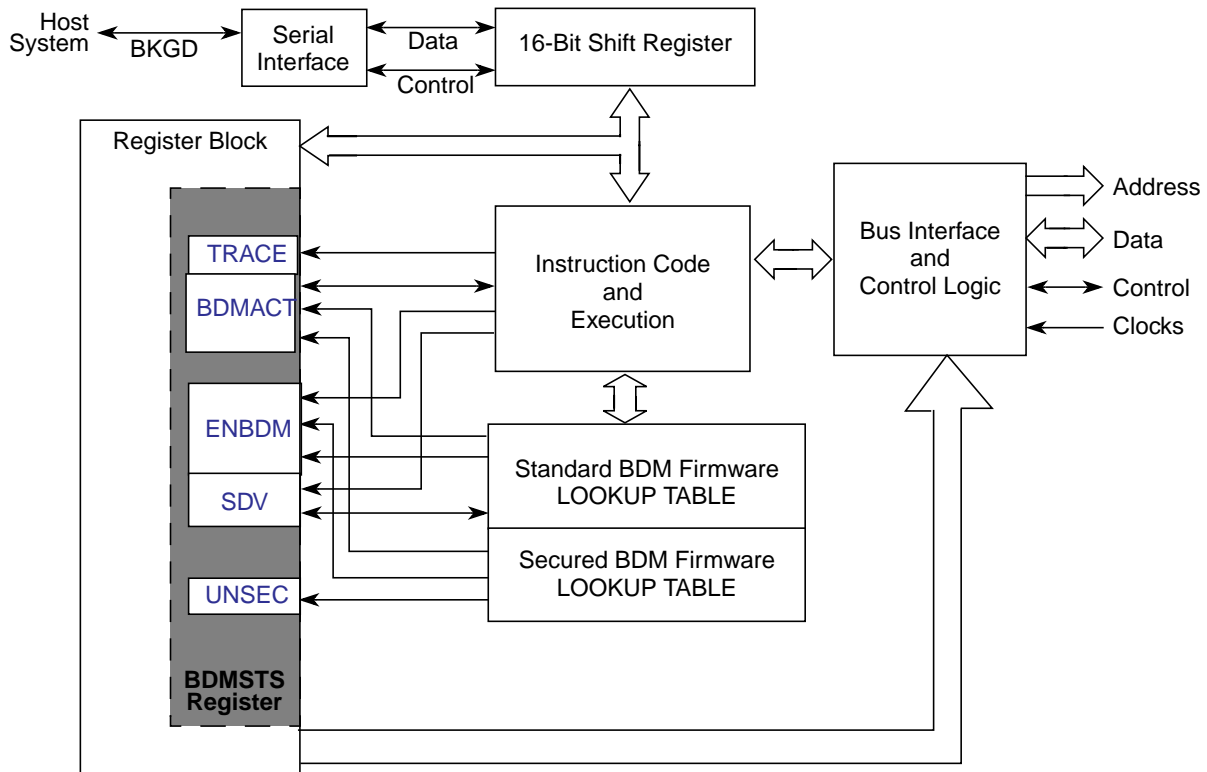 Host
System
BKGD
Serial
Interface
Data
Control
16-Bit Shift Register
Register Block
TRACE
BDMACT
ENBDM
SDV
UNSEC
BDMSTS
Register
Instruction Code
and
Execution
Standard BDM Firmware
LOOKUP TABLE
Secured BDM Firmware
LOOKUP TABLE
Bus Interface
and
Control Logic
Address
Data
Control
Clocks